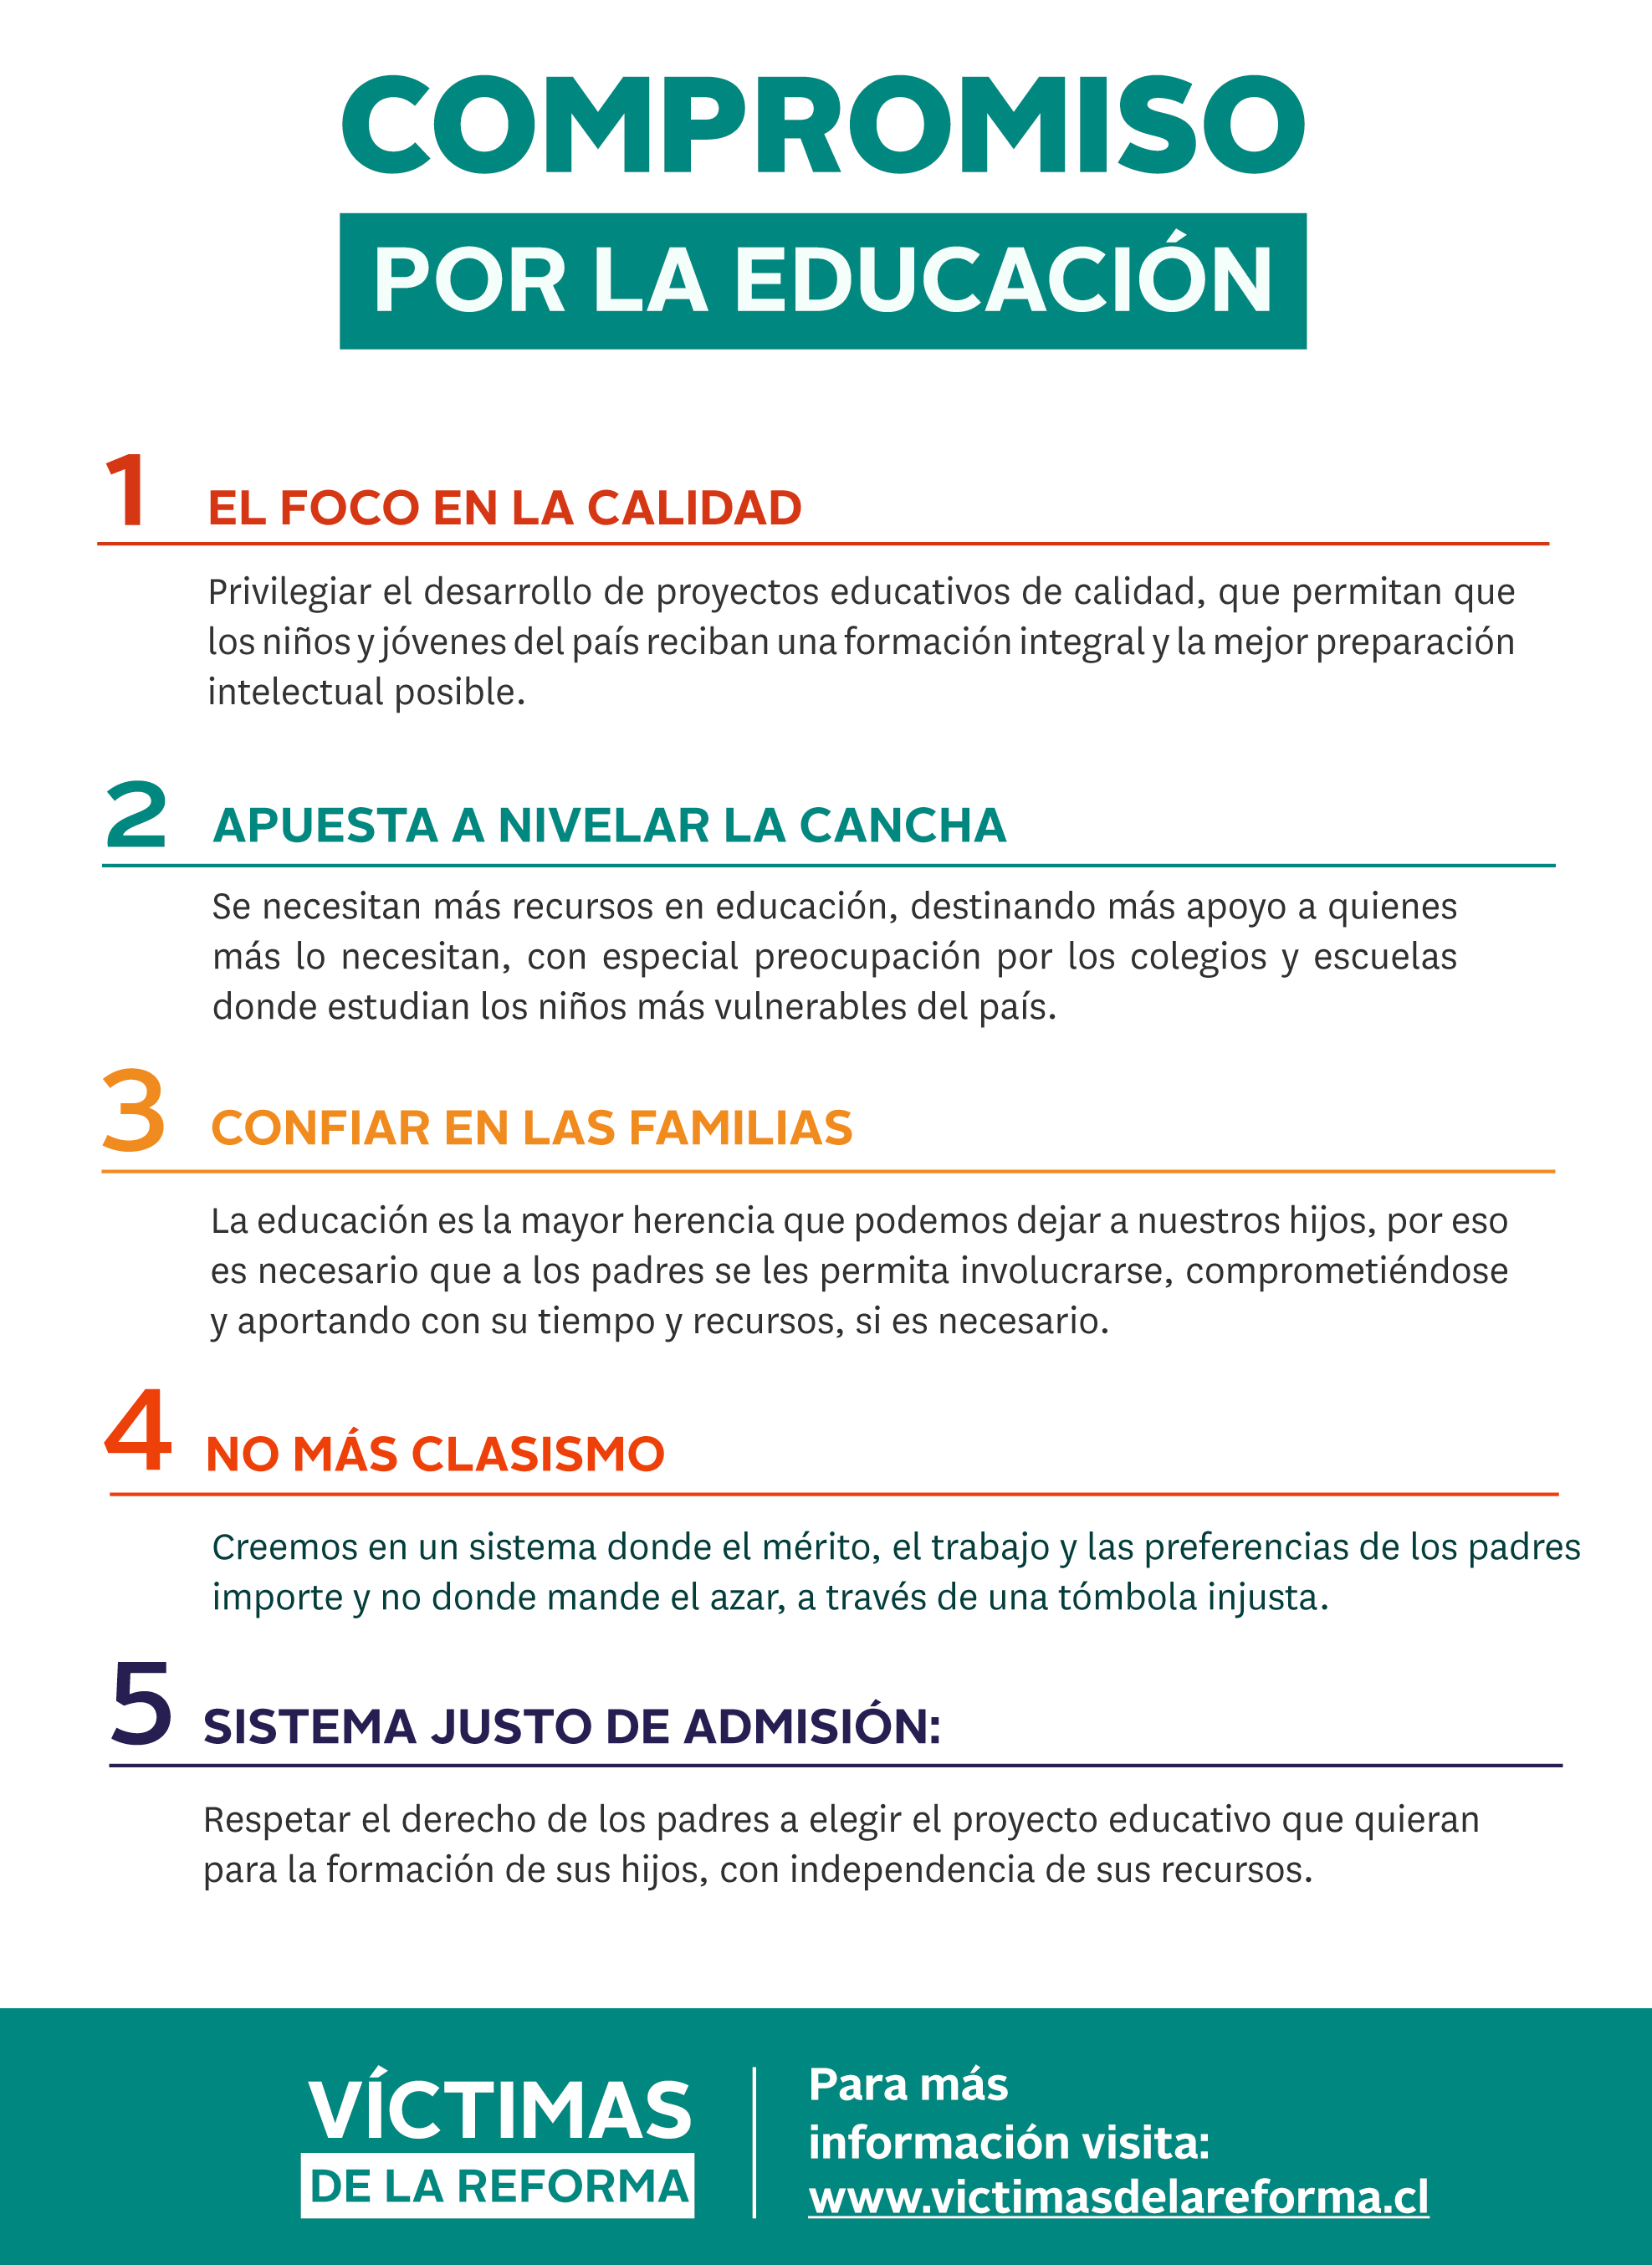 COMPROMISO
POR LA EDUCACIÓN
1 EL FOCO EN LA CALIDAD
Privilegiar el desarrollo de proyectos educativos de calidad, que permitan que
los niños y jóvenes del país reciban una formación integral y la mejor preparación
intelectual posible.
2 APUESTA A NIVELAR LA CANCHA
Se necesitan más recursos en educación, destinando más apoyo a quienes
más lo necesitan, con especial preocupación por los colegios y escuelas
donde estudian los niños más vulnerables del país.
3 CONFIAR EN LAS FAMILIAS
La educación es la mayor herencia que podemos dejar a nuestros hijos, por eso
es necesario que a los padres se les permita involucrarse, comprometiéndose
y aportando con su tiempo y recursos, si es necesario.
4 NO MÁS CLASISMO
Creemos en un sistema donde el mérito, el trabajo y las preferencias de los padres
importe y no donde mande el azar, a través de una tómbola injusta.
5 SISTEMA JUSTO DE ADMISIÓN:
Respetar el derecho de los padres a elegir el proyecto educativo que quieran
para la formación de sus hijos, con independencia de sus recursos.
VÍCTIMAS
DE LA REFORMA
Para más
información visita:
www.victimasdelareforma.cl